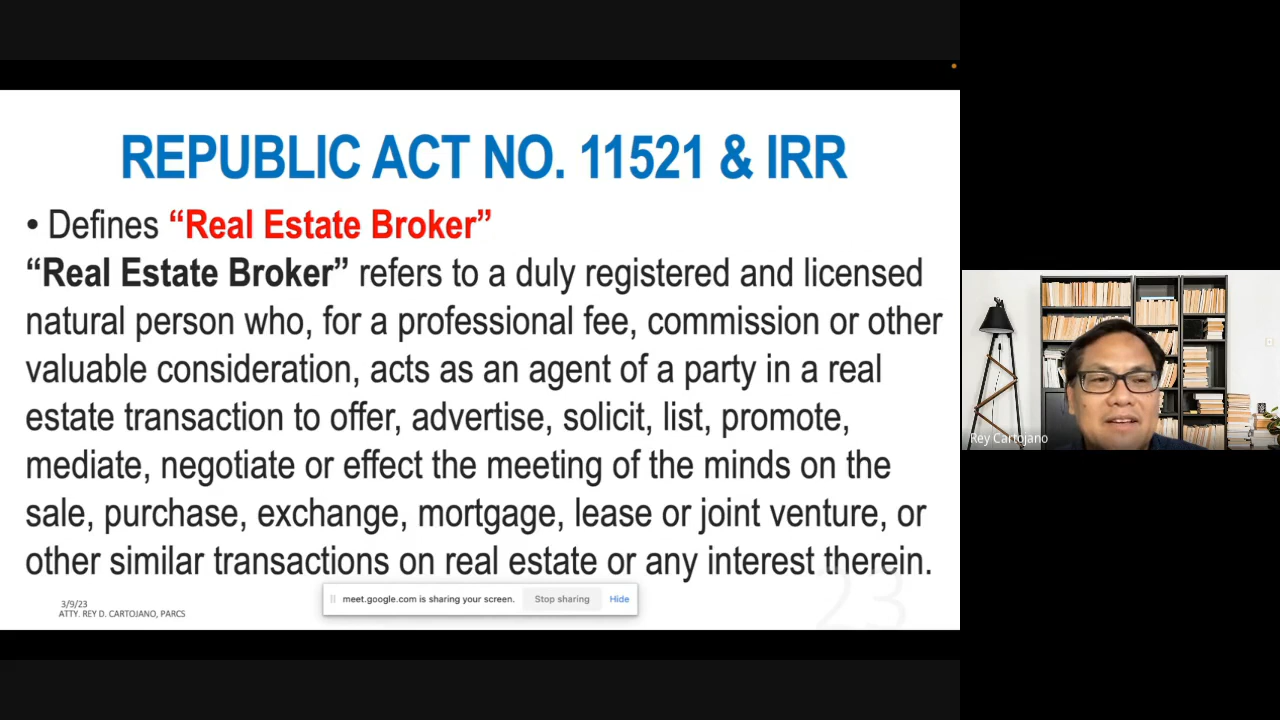 REPUBLIC ACT NO. 11521 & IRR
• Defines “Real Estate Broker”
“Real Estate Broker” refers to a duly registered and licensed
natural person who, for a professional fee, commission or other
valuable consideration, acts as an agent of a party in a real
estate transaction to offer, advertise, solicit, list, promote,
mediate, negotiate or effect the meeting of the minds on the
sale, purchase, exchange, mortgage, lease or joint venture, or
other similar transactions on real estate or any interest therein.
23
meet.google.com is sharing your screen. Stop sharing Hide
3/9/23
ATTY. REY D. CARTOJANO, PARCS
Rey Cartojano